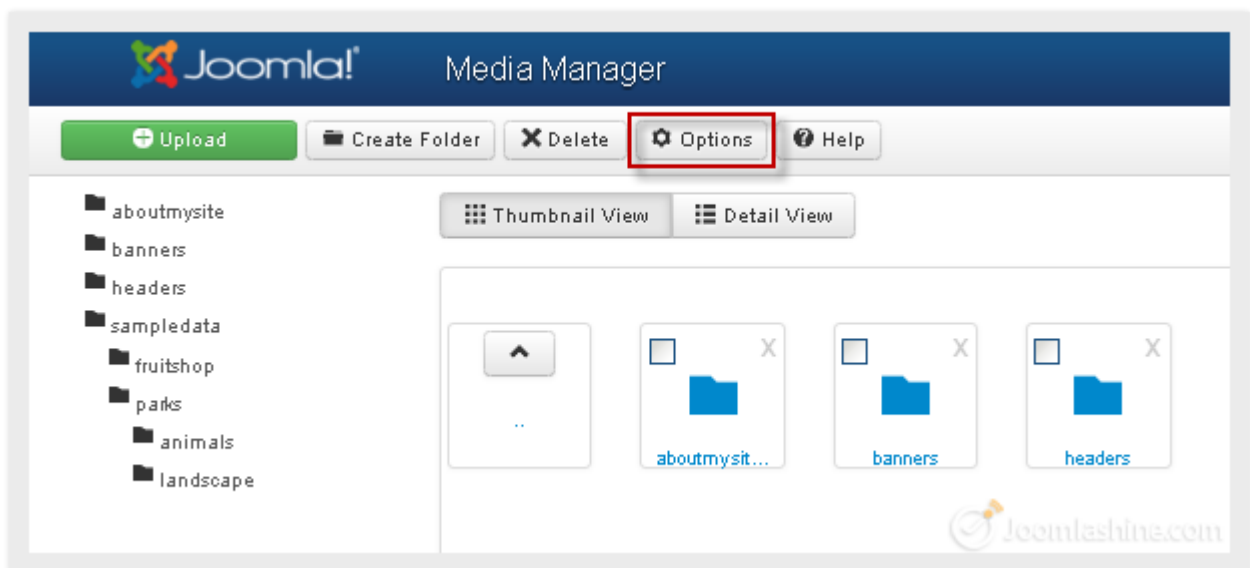 Joomla!® Media Manager
Upload Create Folder Delete Options Help
aboutmysite
banners
headers
sampledata
fruitshop
parks
animals
landscape
Thumbnail View Detail View
..
X
aboutmysit...
X
banners
X
headers
Joomlashine.com